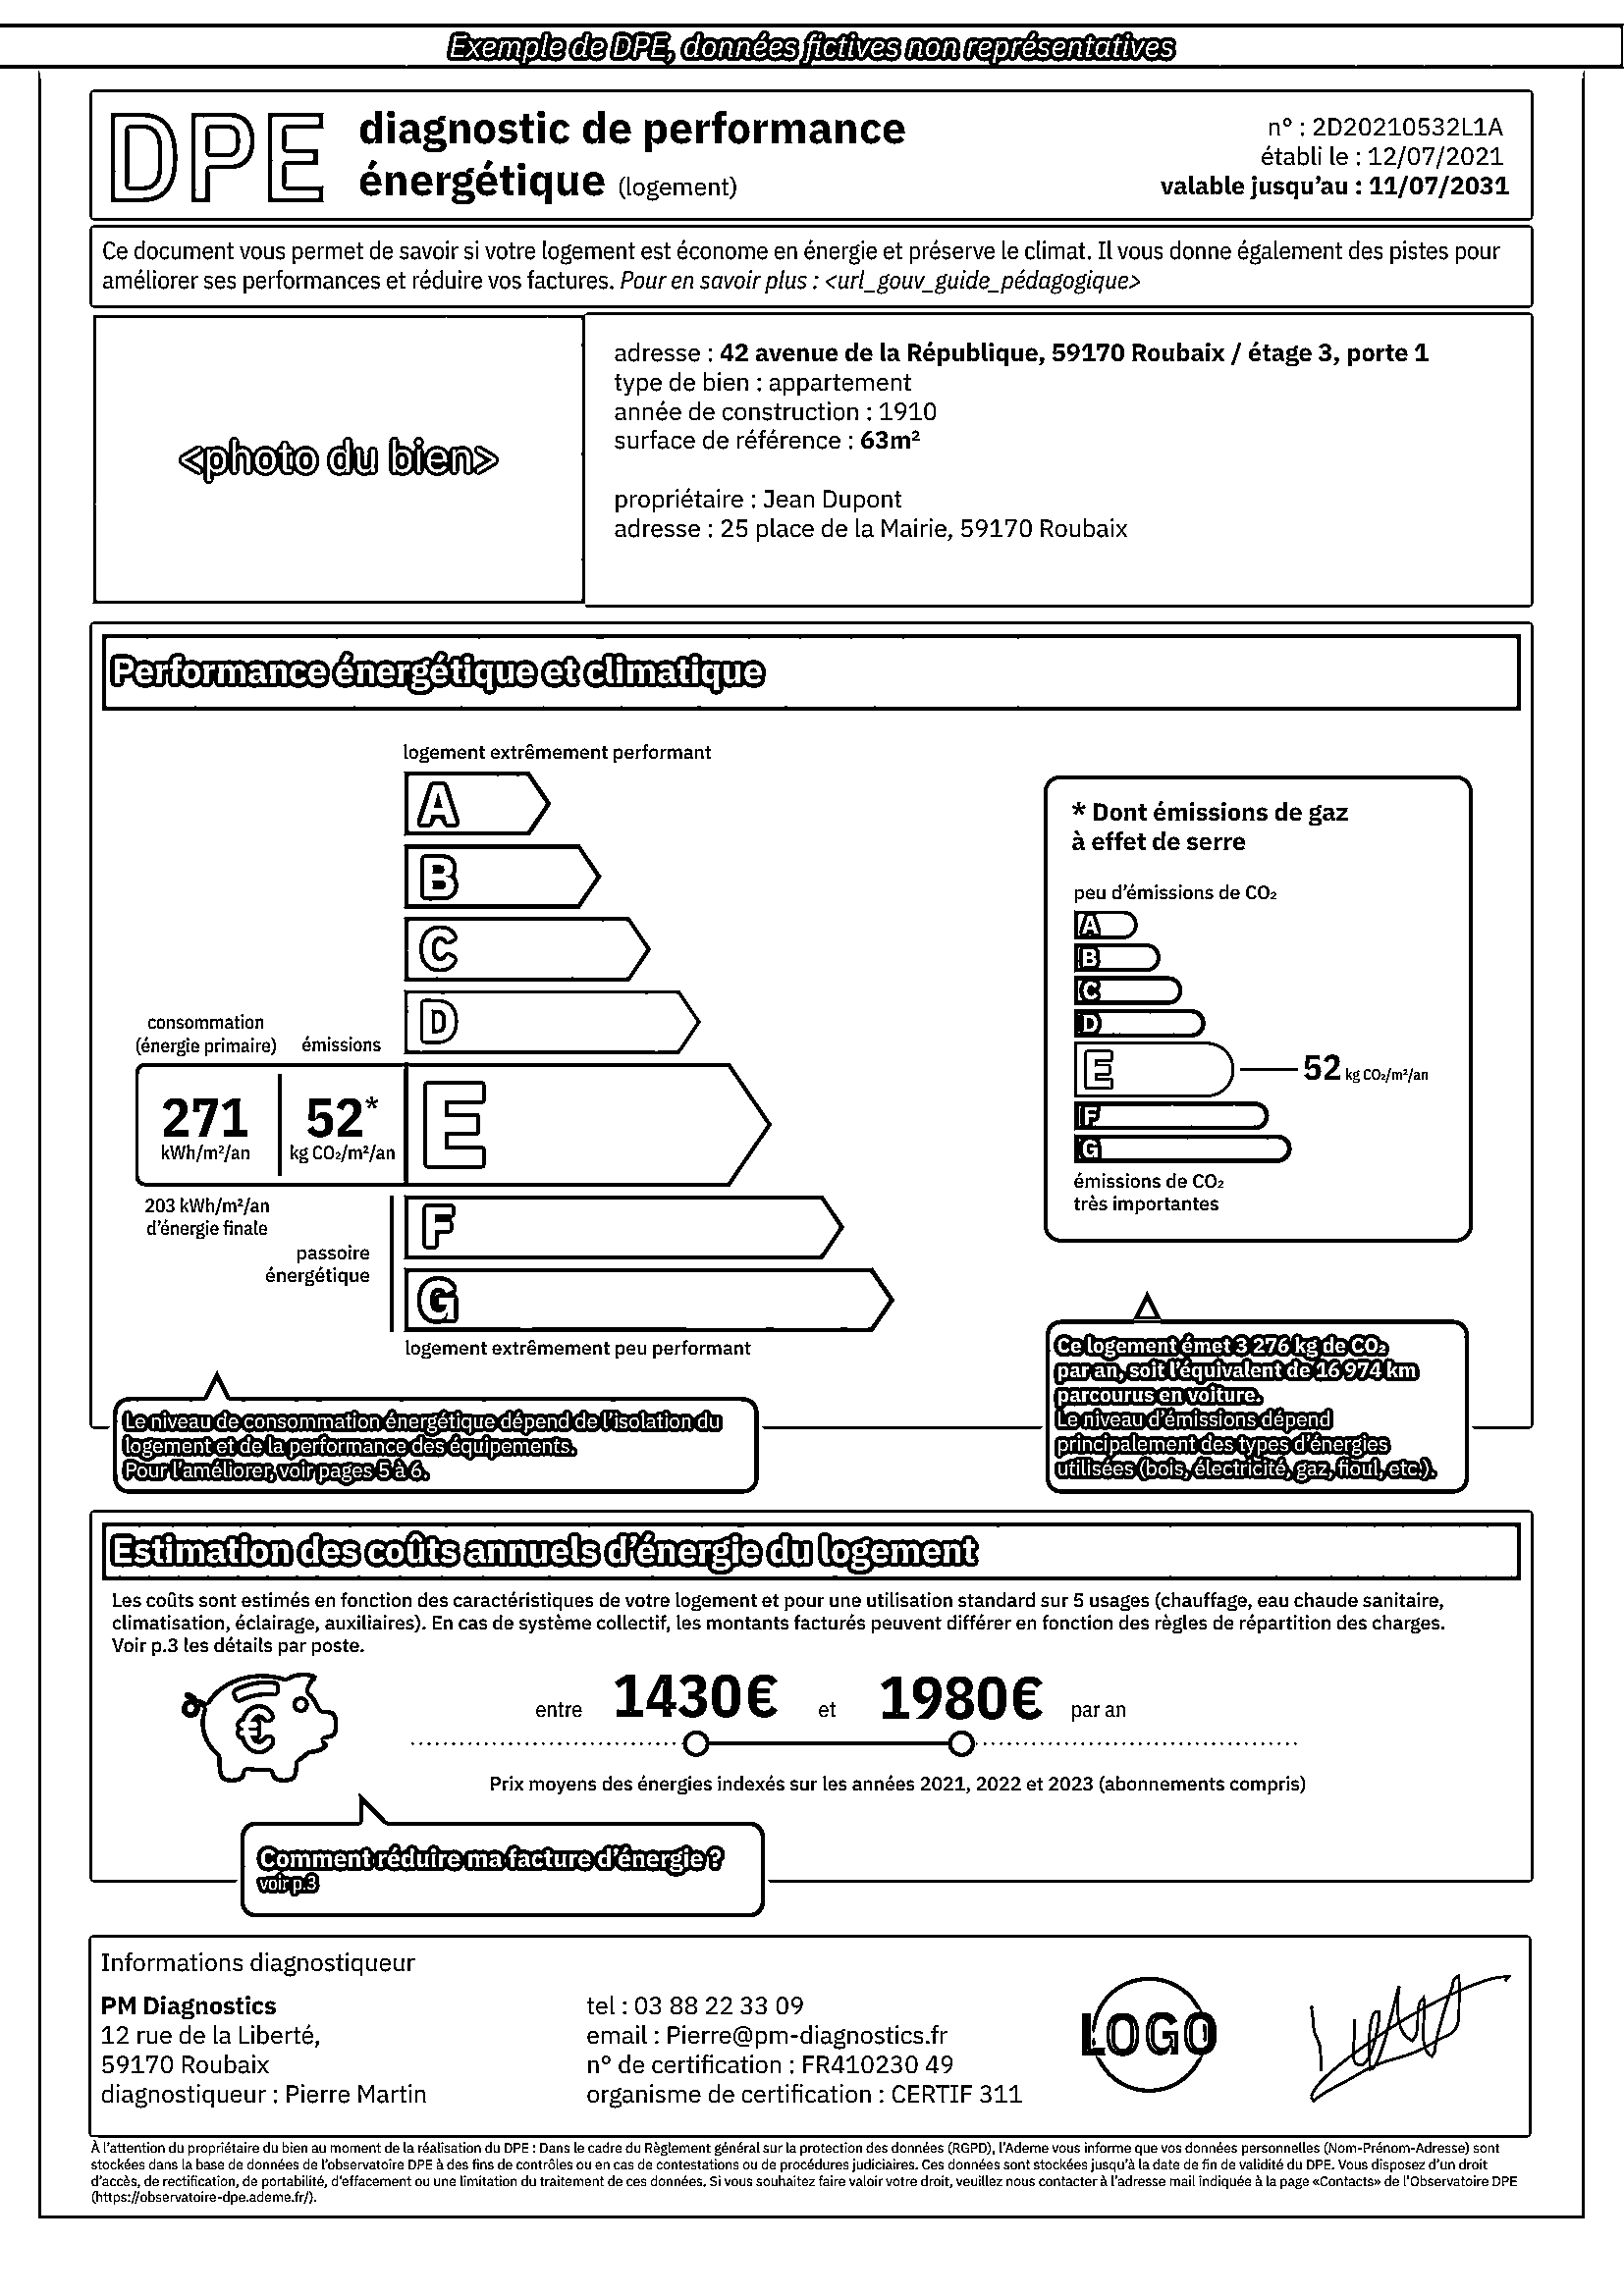 Exemple de DPE, données fictives non représentatives
DPE
diagnostic de performance
énergétique (logement)
n° : 2D20210532L1A
établi le : 12/07/2021
valable jusqu'au : 11/07/2031
Ce document vous permet de savoir si votre logement est économe en énergie et préserve le climat. Il vous donne également des pistes pour
améliorer ses performances et réduire vos factures. Pour en savoir plus : <url_gouv_guide_pédagogique>
<photo du bien>
adresse : 42 avenue de la République, 59170 Roubaix / étage 3, porte 1
type de bien : appartement
année de construction : 1910
surface de référence : 63m²
propriétaire : Jean Dupont
adresse : 25 place de la Mairie, 59170 Roubaix
Performance énergétique et climatique
logement extrêmement performant
A
B
C
D
consommation
(énergie primaire)
émissions
271
kWh/m²/an
52*
kg CO₂/m²/an
E
203 kWh/m²/an
d'énergie finale
F
passoire
énergétique
G
logement extrêmement peu performant
* Dont émissions de gaz
à effet de serre
peu d'émissions de CO₂
A
B
C
D
E
52 kg CO₂/m²/an
F
G
émissions de CO₂
très importantes
Le niveau de consommation énergétique dépend de l'isolation du
logement et de la performance des équipements.
Pour l'améliorer, voir pages 5 à 6.
Ce logement émet 3 276 kg de CO₂
par an, soit l'équivalent de 16 974 km
parcourus en voiture.
Le niveau d'émissions dépend
principalement des types d'énergies
utilisées (bois, électricité, gaz, fioul, etc.).
Estimation des coûts annuels d'énergie du logement
Les coûts sont estimés en fonction des caractéristiques de votre logement et pour une utilisation standard sur 5 usages (chauffage, eau chaude sanitaire,
climatisation, éclairage, auxiliaires). En cas de système collectif, les montants facturés peuvent différer en fonction des règles de répartition des charges.
Voir p.3 les détails par poste.
€
entre 1430€ et 1980€ par an
Prix moyens des énergies indexés sur les années 2021, 2022 et 2023 (abonnements compris)
Comment réduire ma facture d'énergie ?
voir p.3
Informations diagnostiqueur
PM Diagnostics
12 rue de la Liberté,
59170 Roubaix
diagnostiqueur : Pierre Martin
tel : 03 88 22 33 09
email : Pierre@pm-diagnostics.fr
n° de certification : FR410230 49
organisme de certification : CERTIF 311
LOGO
À l'attention du propriétaire du bien au moment de la réalisation du DPE : Dans le cadre du Règlement général sur la protection des données (RGPD), l'Ademe vous informe que vos données personnelles (Nom-Prénom-Adresse) sont
stockées dans la base de données de l'observatoire DPE à des fins de contrôles ou en cas de contestations ou de procédures judiciaires. Ces données sont stockées jusqu'à la date de fin de validité du DPE. Vous disposez d'un droit
d'accès, de rectification, de portabilité, d'effacement ou une limitation du traitement de ces données. Si vous souhaitez faire valoir votre droit, veuillez nous contacter à l'adresse mail indiquée à la page «Contacts» de l'Observatoire DPE
(https://observatoire-dpe.ademe.fr/).